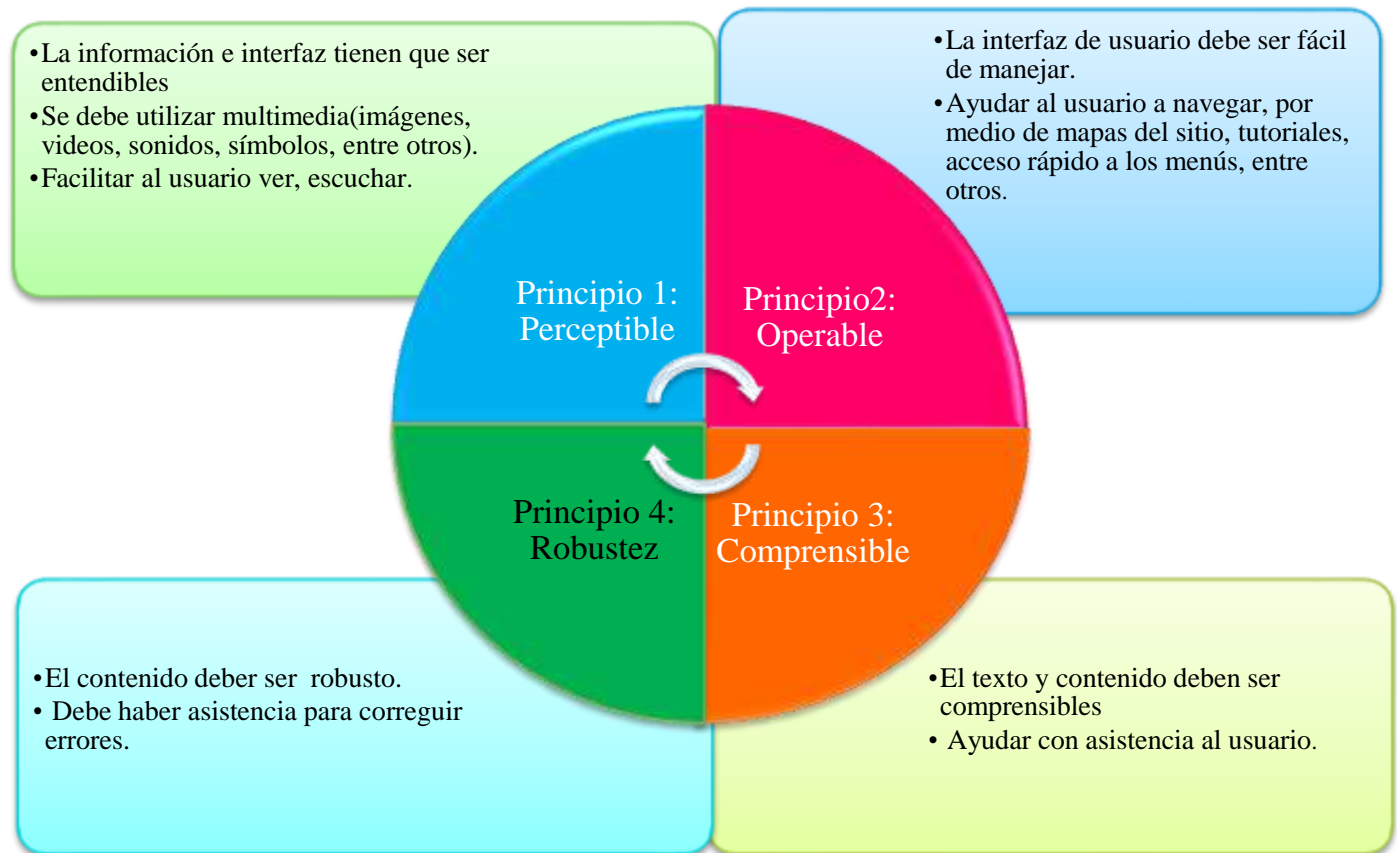 •La información e interfaz tienen que ser
entendibles
•Se debe utilizar multimedia(imágenes,
videos, sonidos, símbolos, entre otros).
•Facilitar al usuario ver, escuchar.
•La interfaz de usuario debe ser fácil
de manejar.
•Ayudar al usuario a navegar, por
medio de mapas del sitio, tutoriales,
acceso rápido a los menús, entre
otros.
Principio 1:
Perceptible
Principio2:
Operable
Principio 4:
Robustez
Principio 3:
Comprensible
•El contenido deber ser  robusto.
• Debe haber asistencia para correguir
errores.
•El texto y contenido deben ser
comprensibles
• Ayudar con asistencia al usuario.